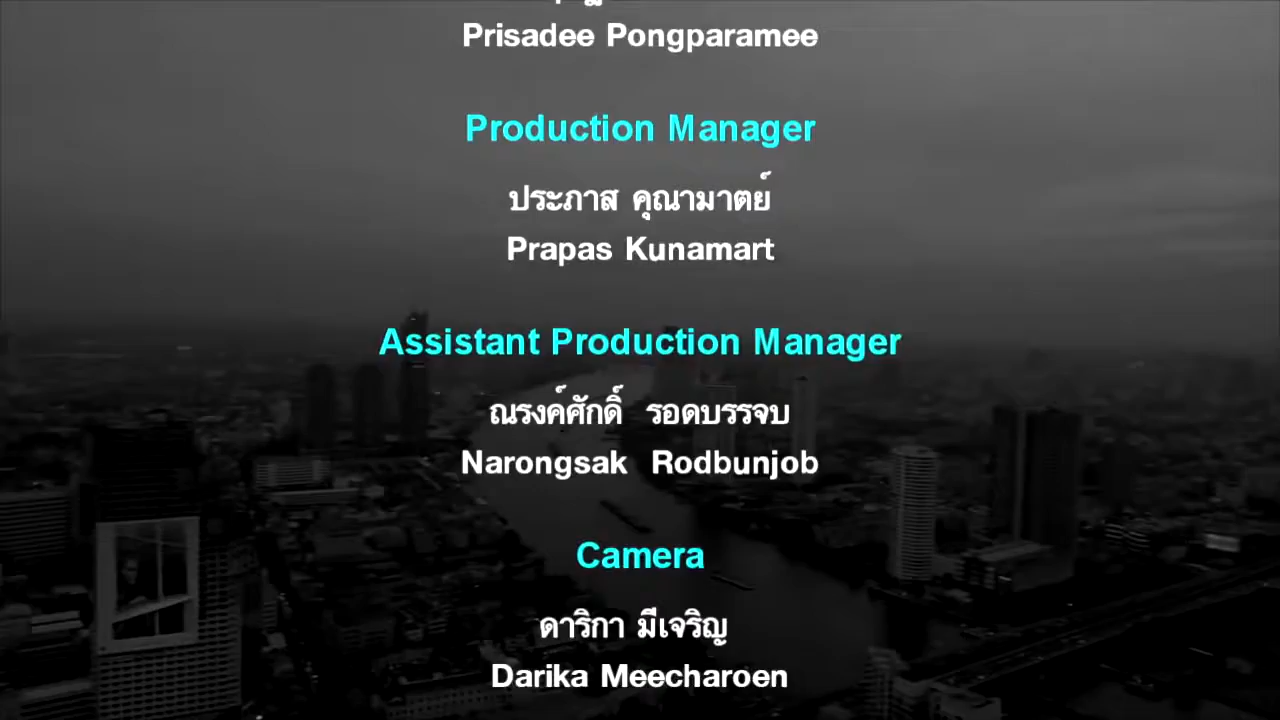 Prisadee Pongparamee
Production Manager
ประภาส คุณามาตย์
Prapas Kunamart
Assistant Production Manager
ณรงค์ศักดิ์ รอดบรรจบ
Narongsak Rodbunjob
Camera
ดาริกา มีเจริญ
Darika Meecharoen